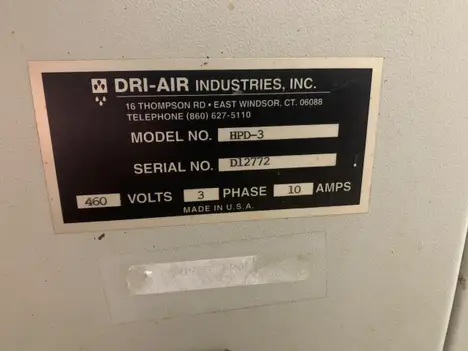 DRI-AIR INDUSTRIES, INC.
16 THOMPSON RD • EAST WINDSOR, CT. 06088
TELEPHONE (860) 627-5110
MODEL NO. HPD-3
SERIAL NO. D12772
460 VOLTS 3 PHASE 10 AMPS
MADE IN U.S.A.